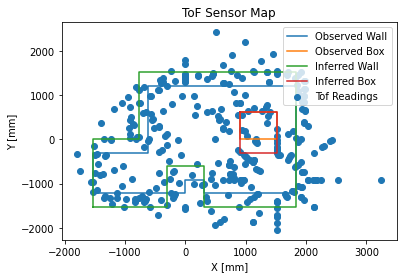 ToF Sensor Map
Observed Wall
Observed Box
Inferred Wall
Inferred Box
Tof Readings
Y [mm]
2000
1000
0
−1000
−2000
−2000 −1000 0 1000 2000 3000
X [mm]